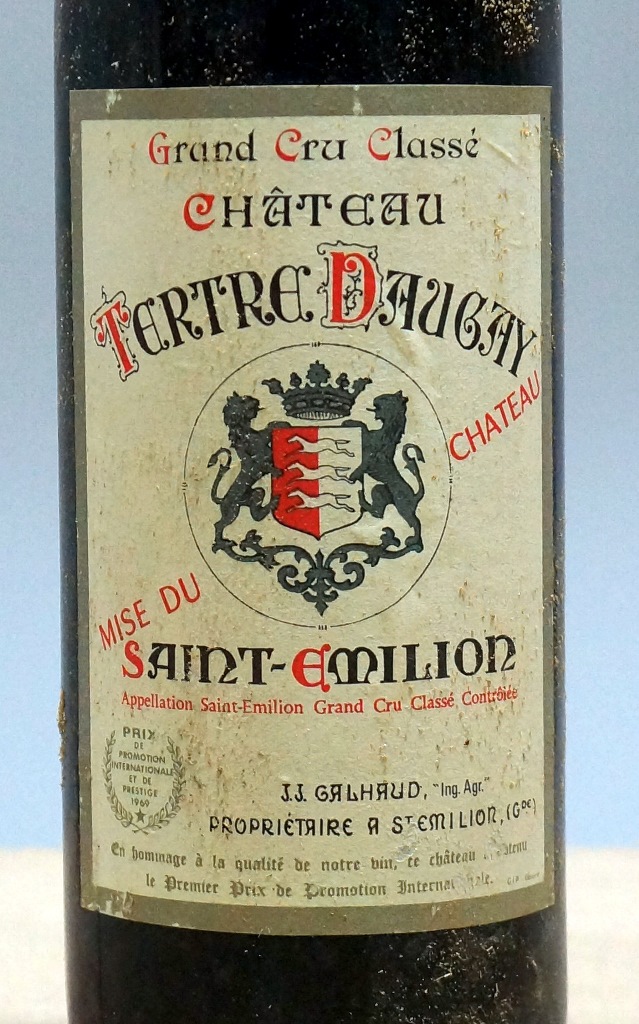 Grand Cru Classé
CHÂTEAU
TERTRE DAUGAY
MISE DU CHATEAU
SAINT-EMILION
Appellation Saint-Emilion Grand Cru Classé Contrôlée
PRIX
DE
PROMOTION
INTERNATIONALE
ET DE
PRESTIGE
1969
J.J. GALHAUD, "Ing. Agr."
PROPRIÉTAIRE A ST EMILION, (GDE)
En hommage à la qualité de notre vin, ce château
le Premier Prix de Promotion